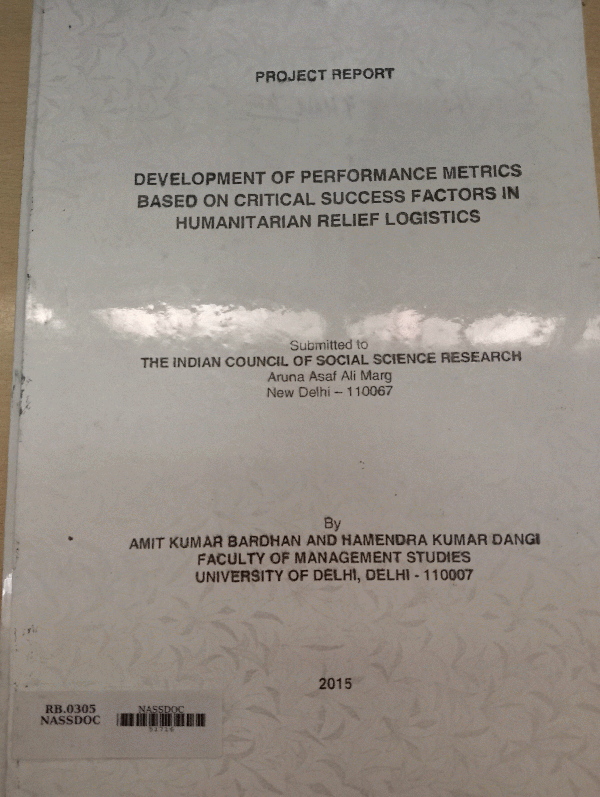 PROJECT REPORT
DEVELOPMENT OF PERFORMANCE METRICS
BASED ON CRITICAL SUCCESS FACTORS IN
HUMANITARIAN RELIEF LOGISTICS
Submitted to
THE INDIAN COUNCIL OF SOCIAL SCIENCE RESEARCH
Aruna Asaf Ali Marg
New Delhi – 110067
By
AMIT KUMAR BARDHAN AND HAMENDRA KUMAR DANGI
FACULTY OF MANAGEMENT STUDIES
UNIVERSITY OF DELHI, DELHI - 110007
2015
RB.0305
NASSDOC
NASSDOC